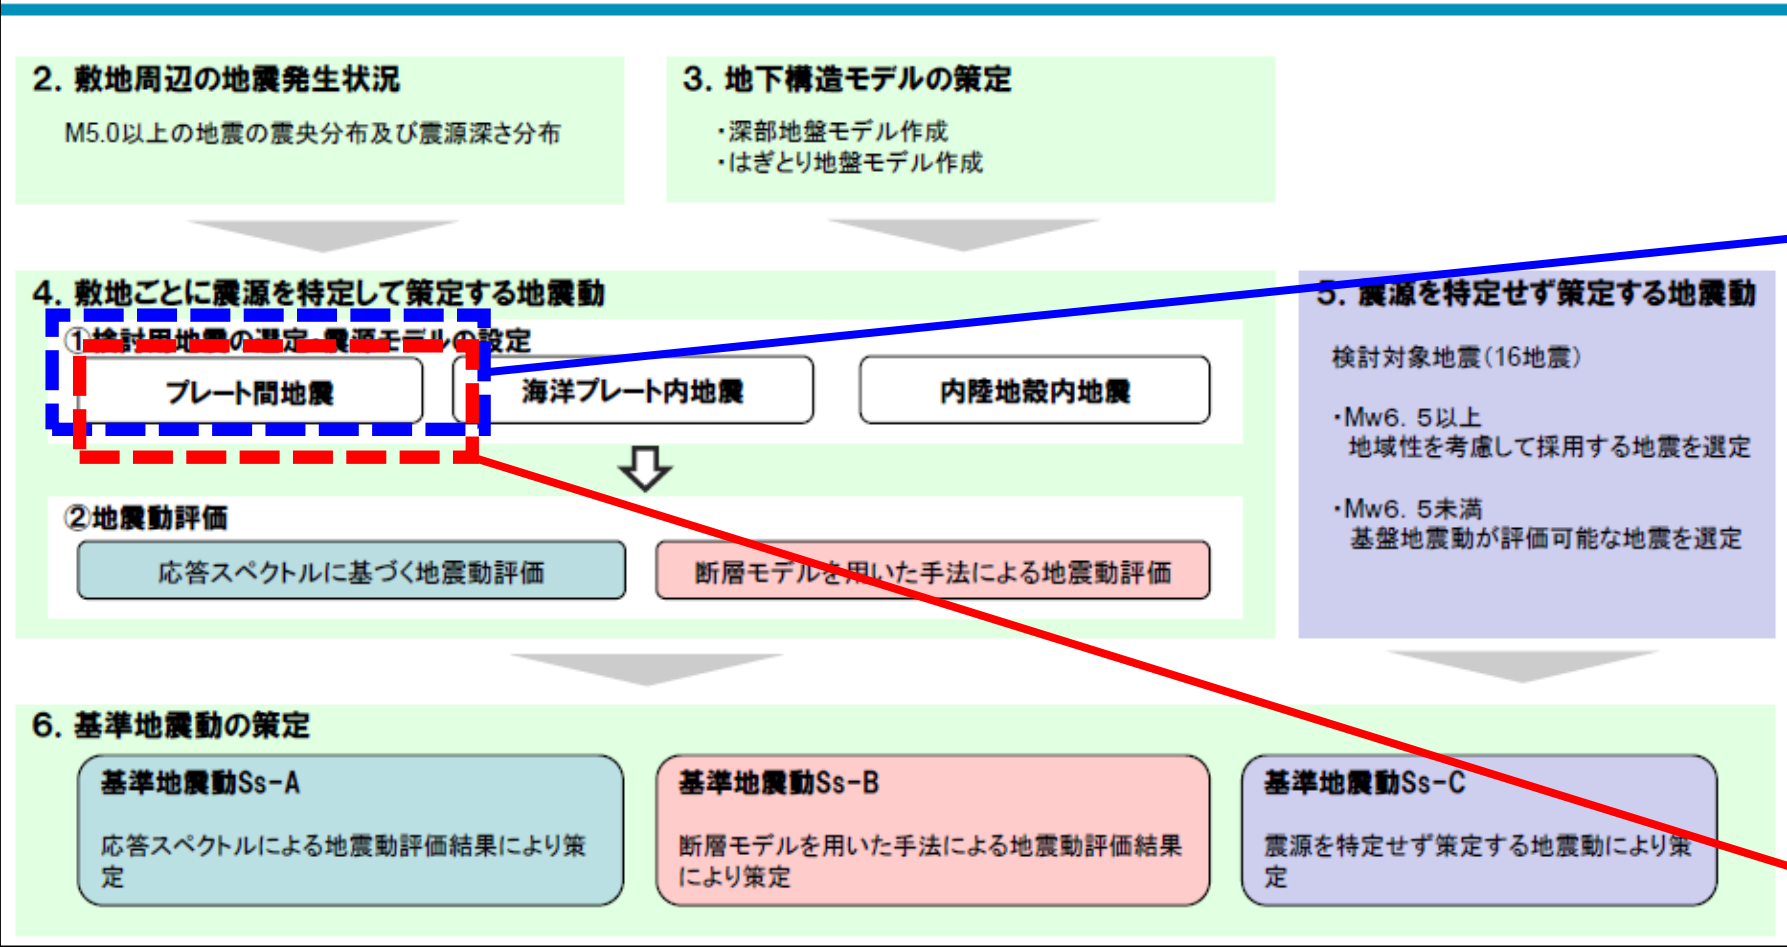 2. 敷地周辺の地震発生状況
M5.0以上の地震の震央分布及び震源深さ分布
3. 地下構造モデルの策定
・深部地盤モデル作成
・はぎとり地盤モデル作成
4. 敷地ごとに震源を特定して策定する地震動
①検討用地震の選定・震源モデルの設定
プレート間地震
海洋プレート内地震
内陸地殻内地震
②地震動評価
応答スペクトルに基づく地震動評価
断層モデルを用いた手法による地震動評価
5. 震源を特定せず策定する地震動
検討対象地震(16地震)
・Mw6. 5以上
地域性を考慮して採用する地震を選定
・Mw6. 5未満
基盤地震動が評価可能な地震を選定
6. 基準地震動の策定
基準地震動Ss-A
応答スペクトルによる地震動評価結果により策
定
基準地震動Ss-B
断層モデルを用いた手法による地震動評価結果
により策定
基準地震動Ss-C
震源を特定せず策定する地震動により策
定